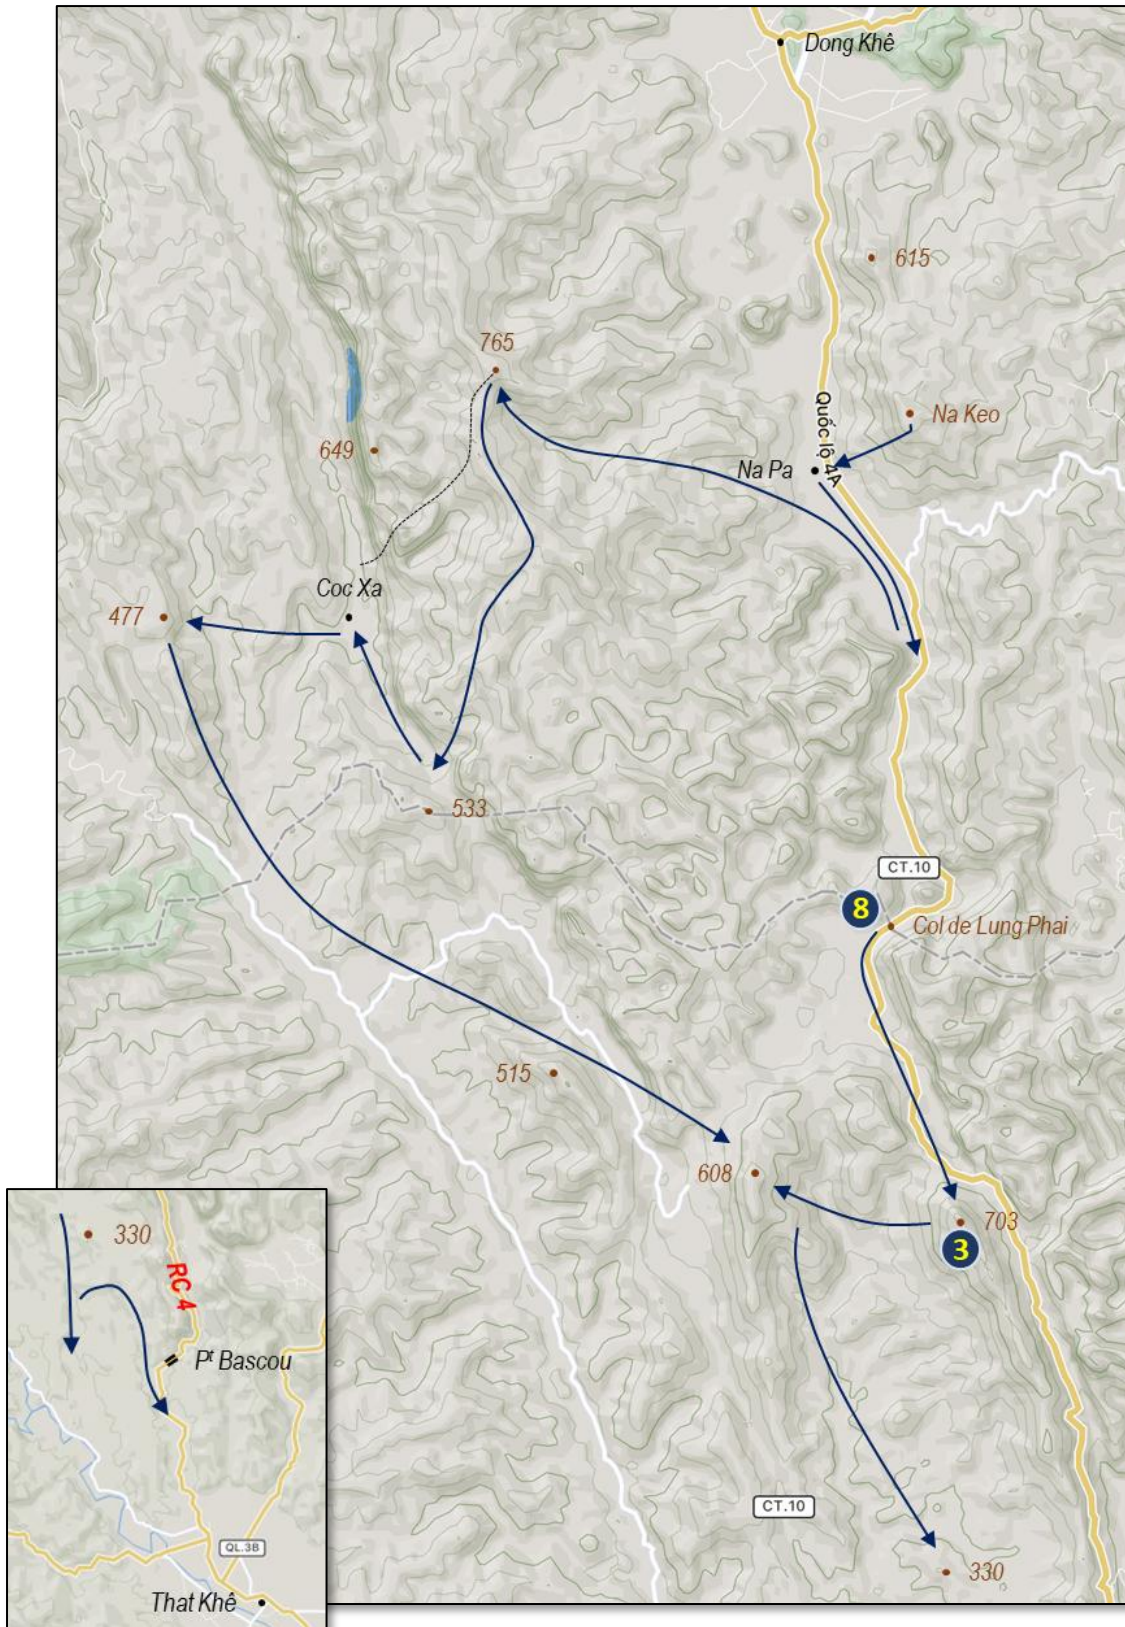 Dong Khê
615
765
Na Keo
Quốc lộ 4A
649
Na Pa
Coc Xa
477
533
CT.10
8
Col de Lung Phai
515
608
703
3
330
RC 4
Pt Bascou
CT.10
QL.3B
330
That Khê